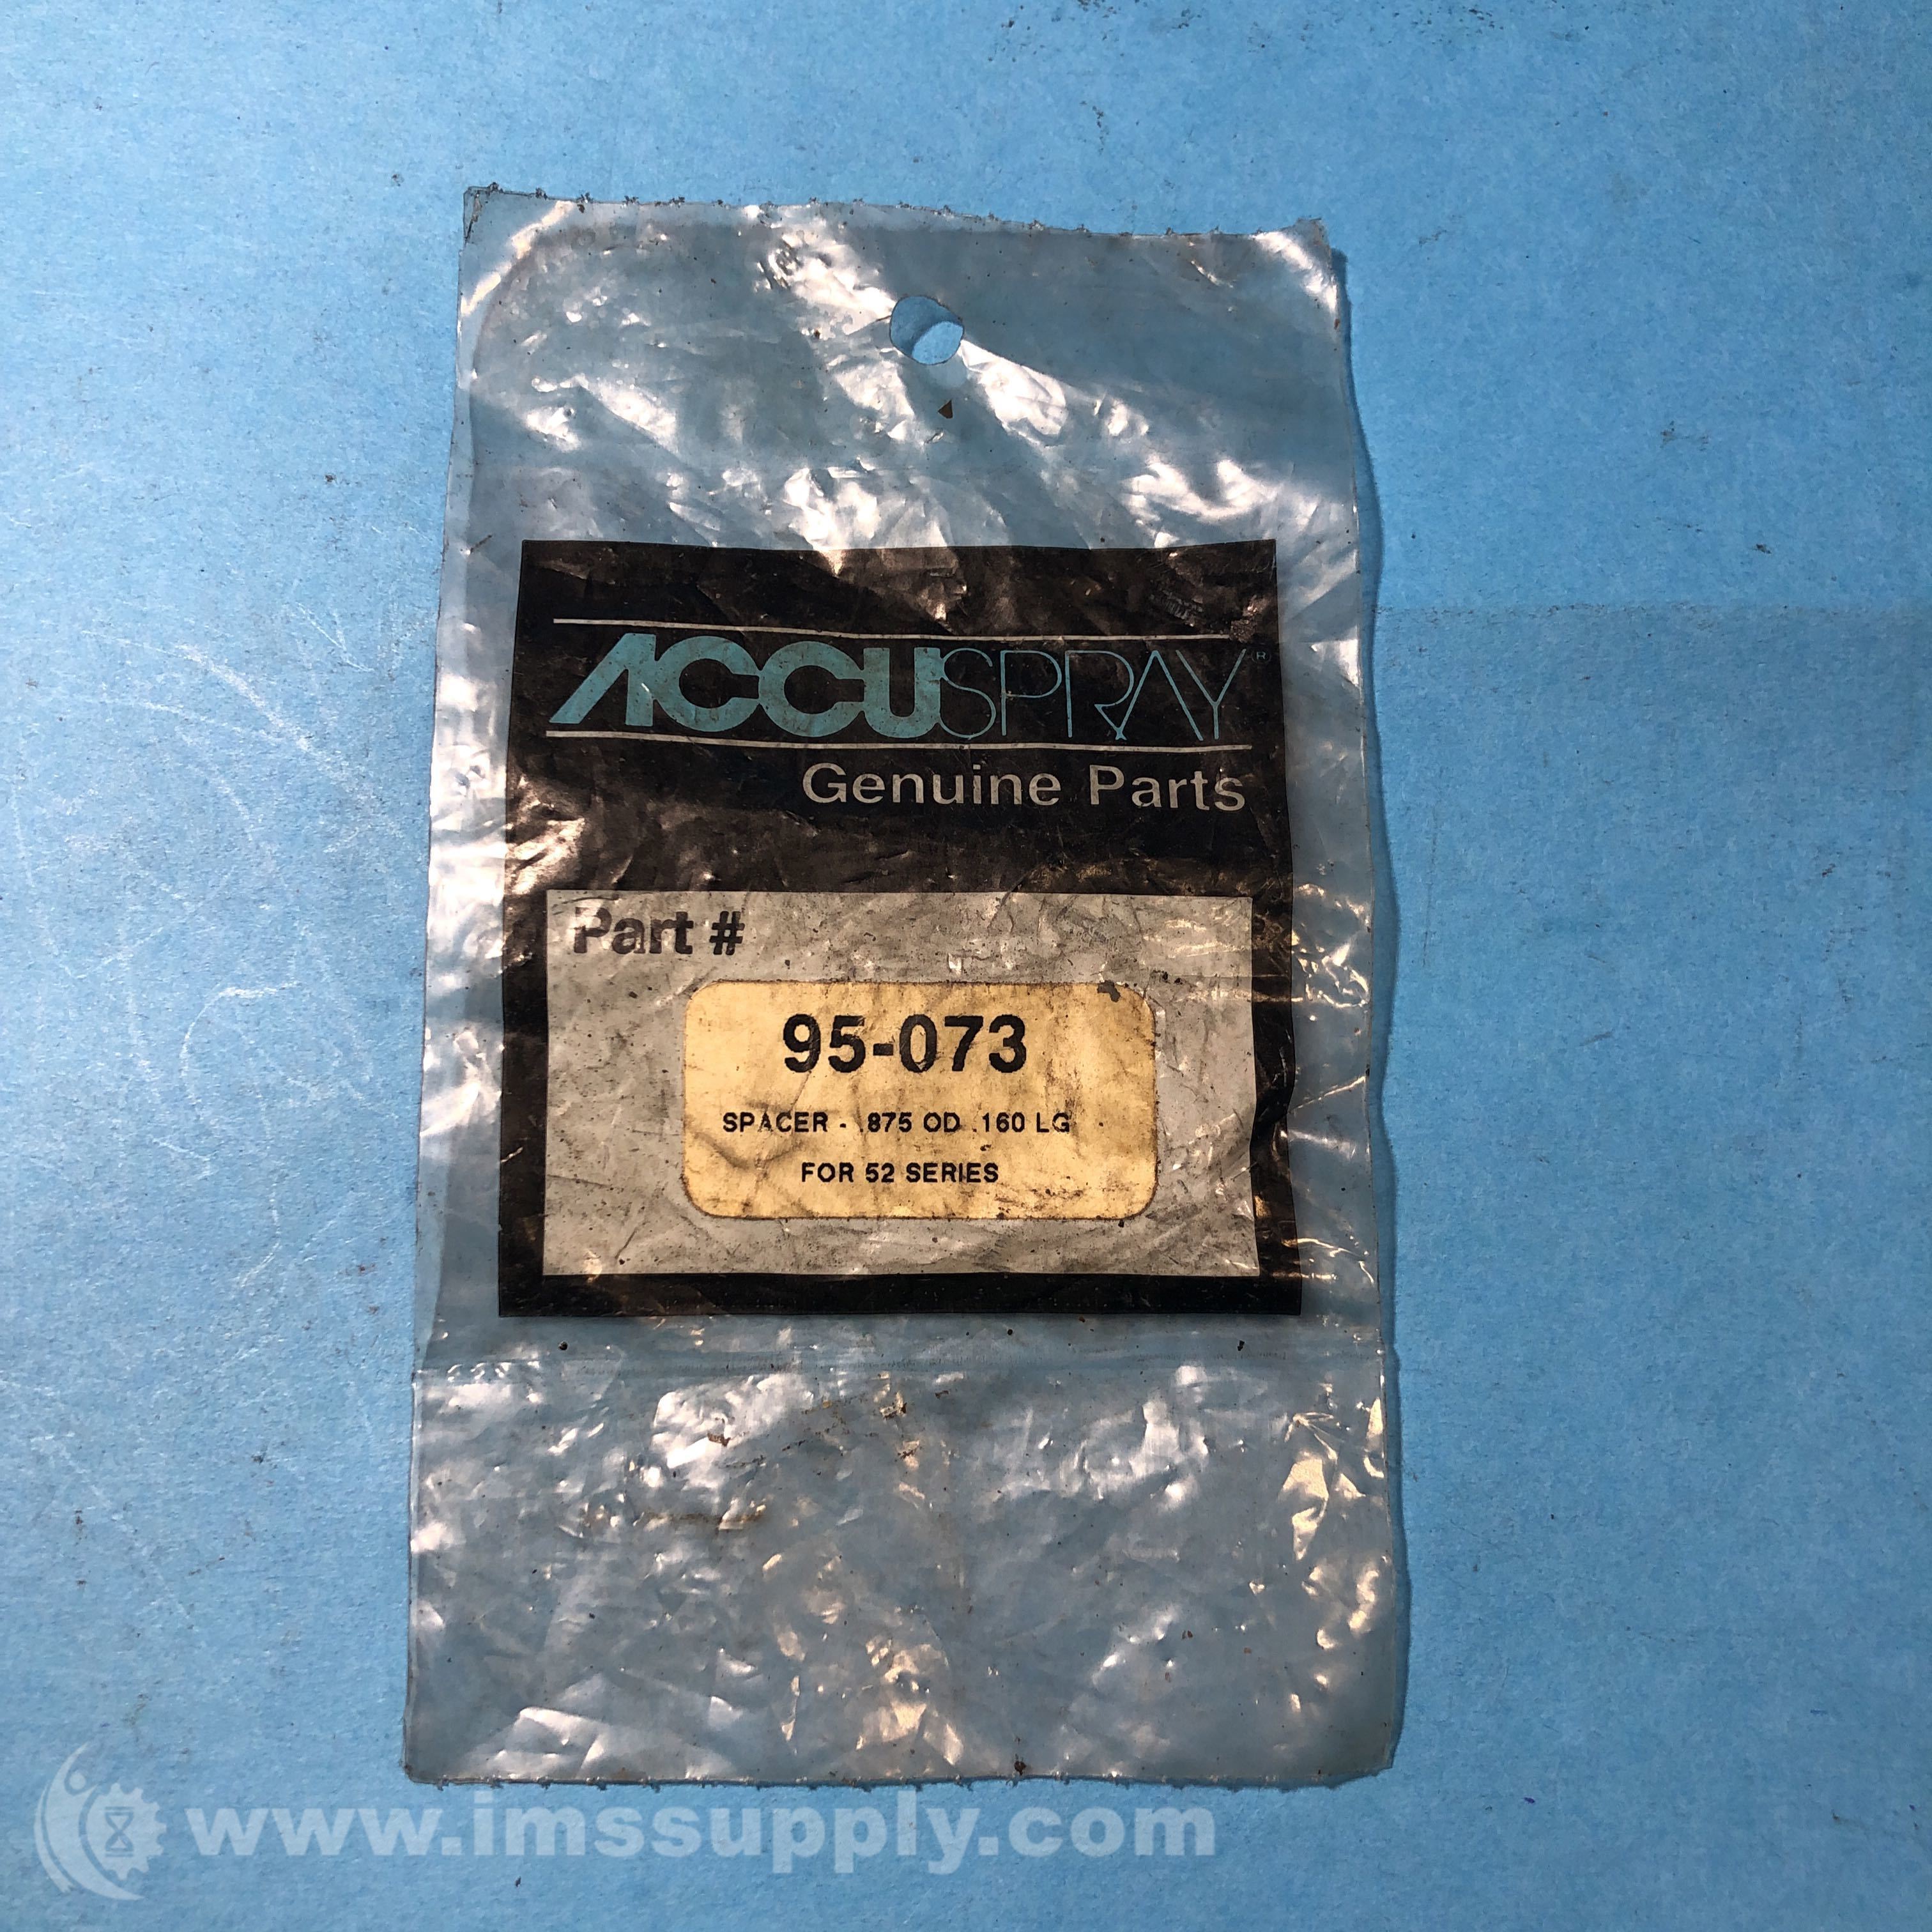 ACCUSPRAY®
Genuine Parts
Part #
95-073
SPACER - .875 OD .160 LG
FOR 52 SERIES
www.imssupply.com